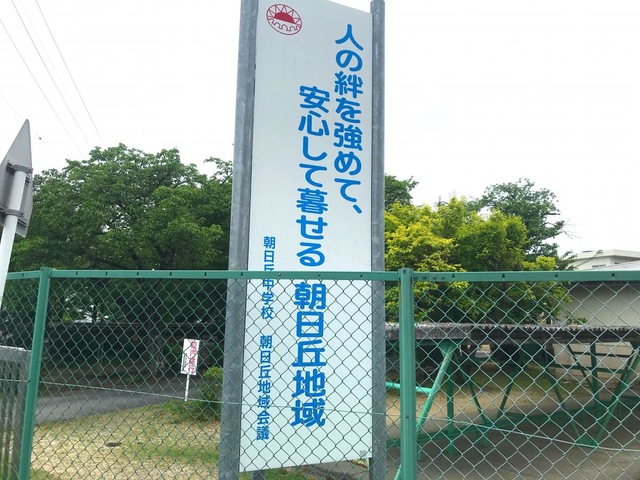 人の絆を強めて、
安心して暮せる 朝日丘地域
朝日丘中学校 朝日丘地域会議